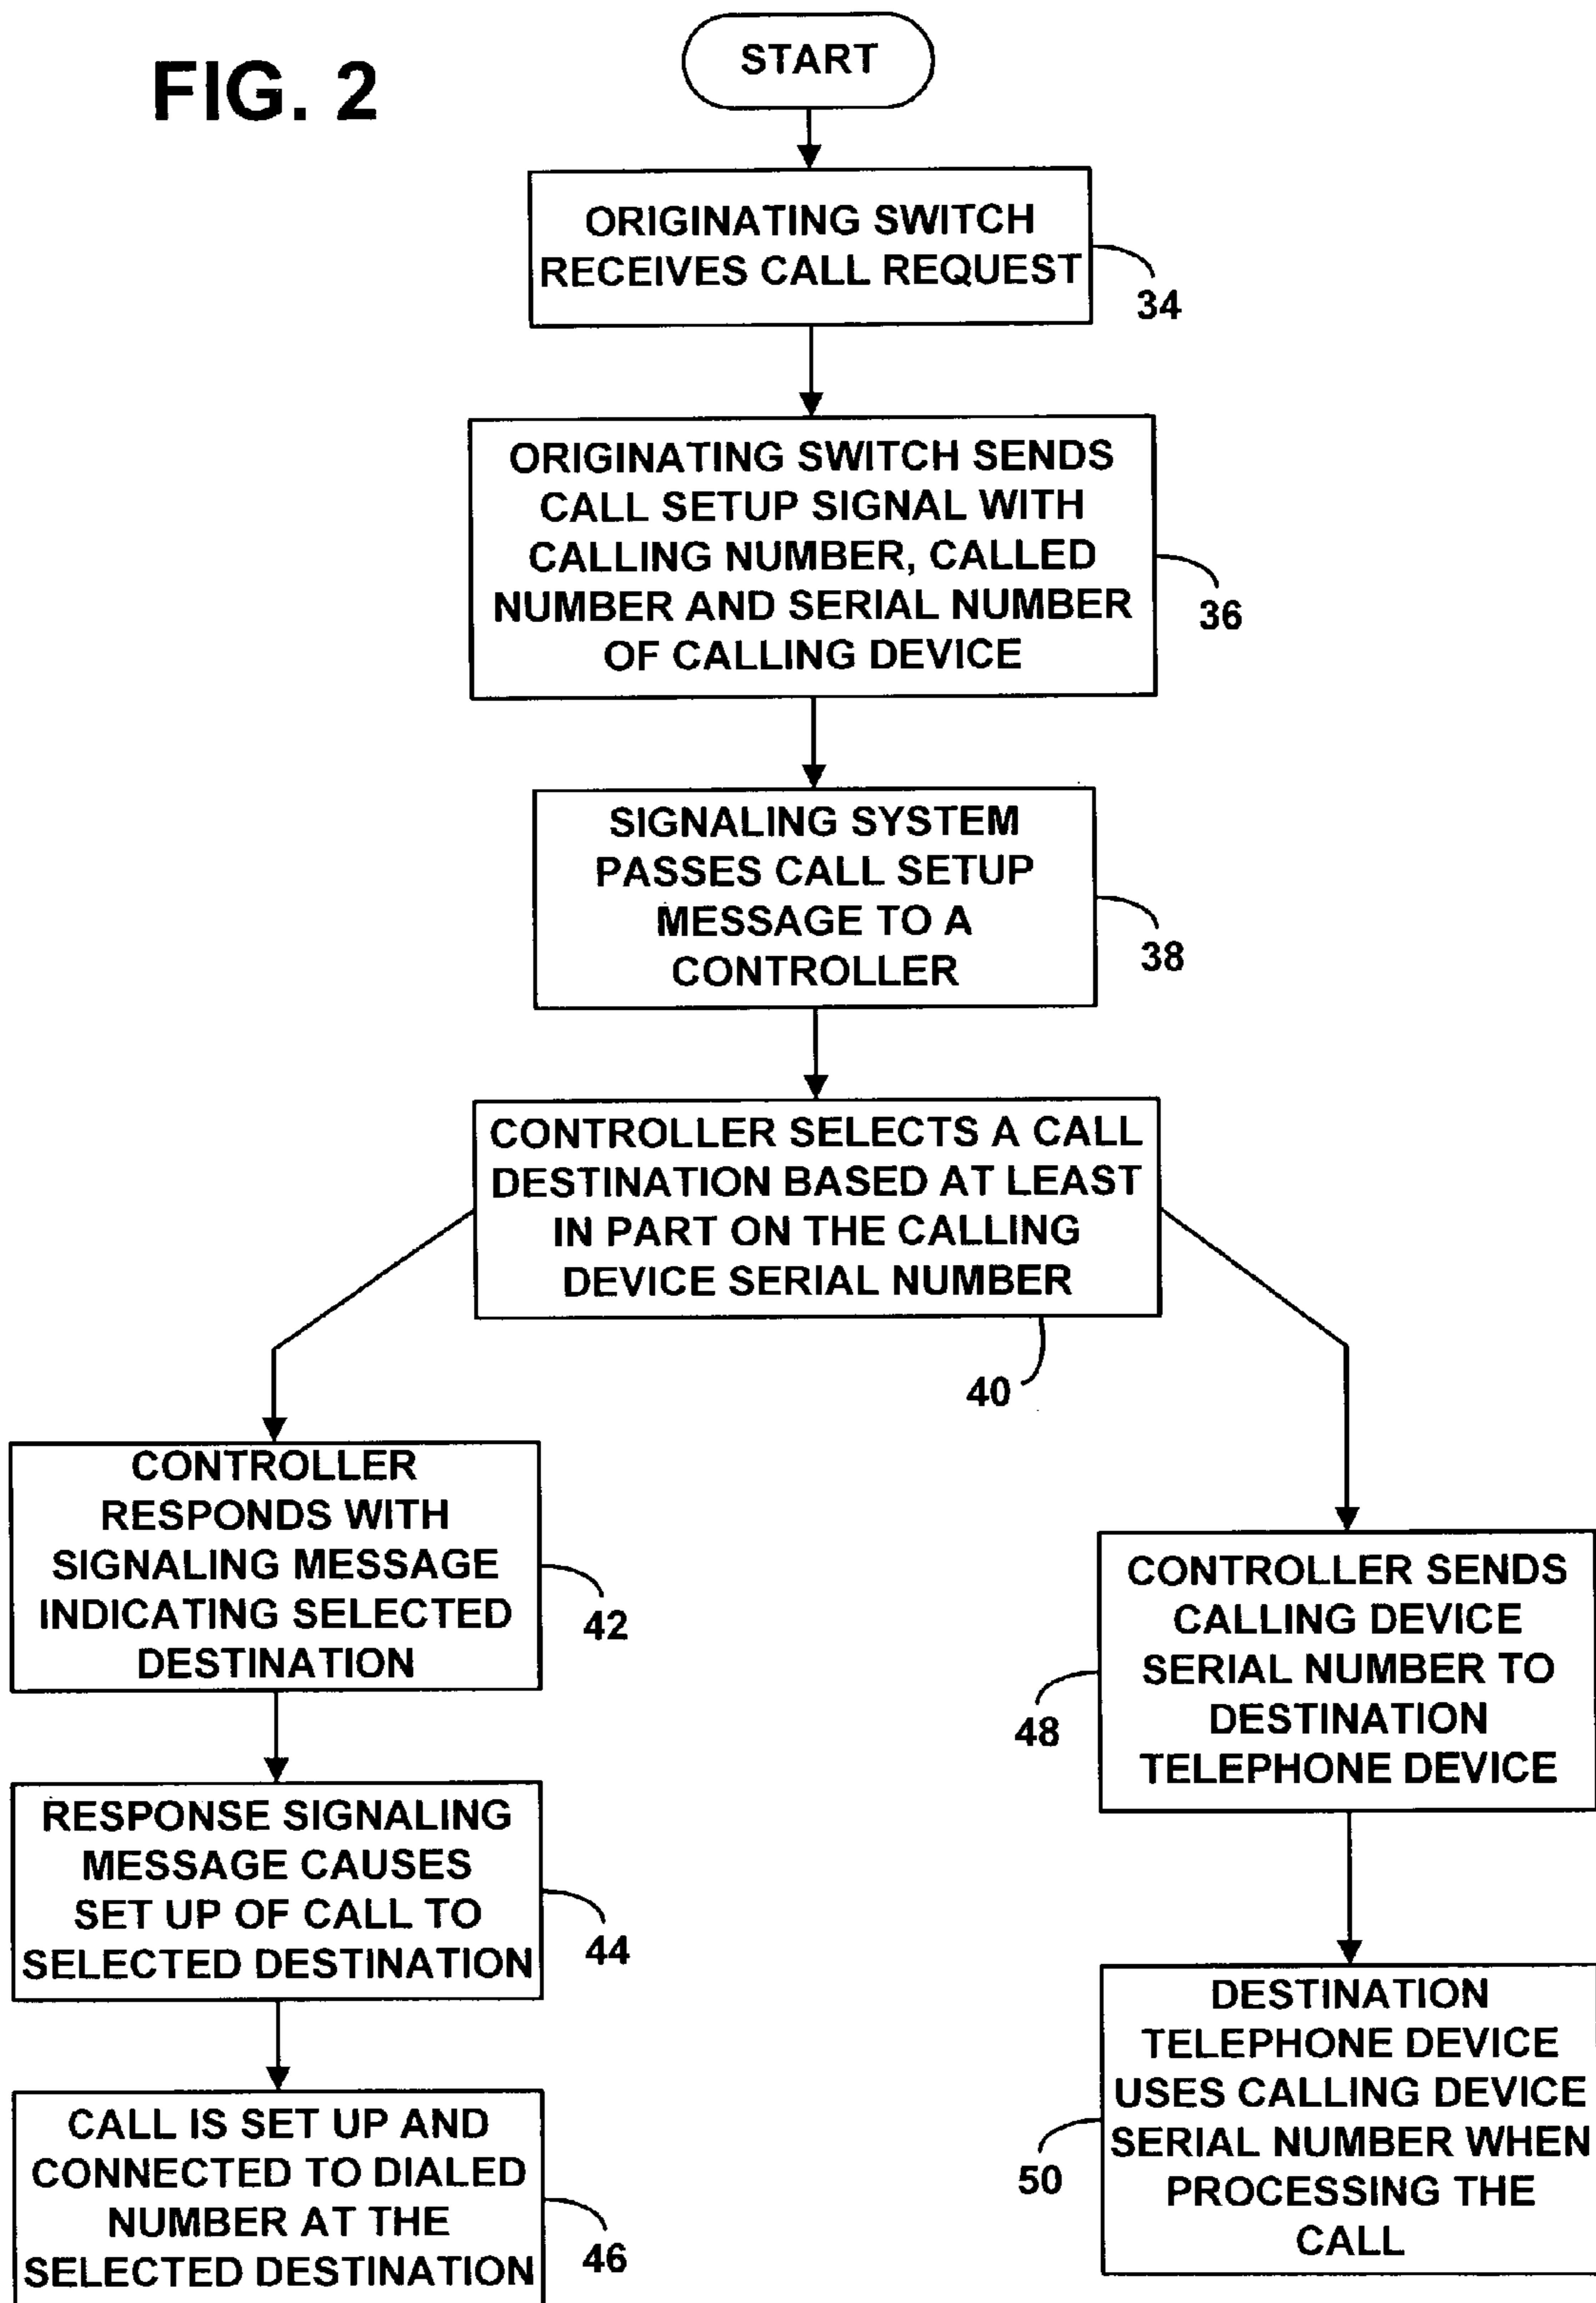 FIG. 2
START
ORIGINATING SWITCH
RECEIVES CALL REQUEST
34
ORIGINATING SWITCH SENDS
CALL SETUP SIGNAL WITH
CALLING NUMBER, CALLED
NUMBER AND SERIAL NUMBER
OF CALLING DEVICE
36
SIGNALING SYSTEM
PASSES CALL SETUP
MESSAGE TO A
CONTROLLER
38
CONTROLLER SELECTS A CALL
DESTINATION BASED AT LEAST
IN PART ON THE CALLING
DEVICE SERIAL NUMBER
40
CONTROLLER
RESPONDS WITH
SIGNALING MESSAGE
INDICATING SELECTED
DESTINATION
42
RESPONSE SIGNALING
MESSAGE CAUSES
SET UP OF CALL TO
SELECTED DESTINATION
44
CALL IS SET UP AND
CONNECTED TO DIALED
NUMBER AT THE
SELECTED DESTINATION
46
CONTROLLER SENDS
CALLING DEVICE
SERIAL NUMBER TO
DESTINATION
TELEPHONE DEVICE
48
DESTINATION
TELEPHONE DEVICE
USES CALLING DEVICE
SERIAL NUMBER WHEN
PROCESSING THE
CALL
50